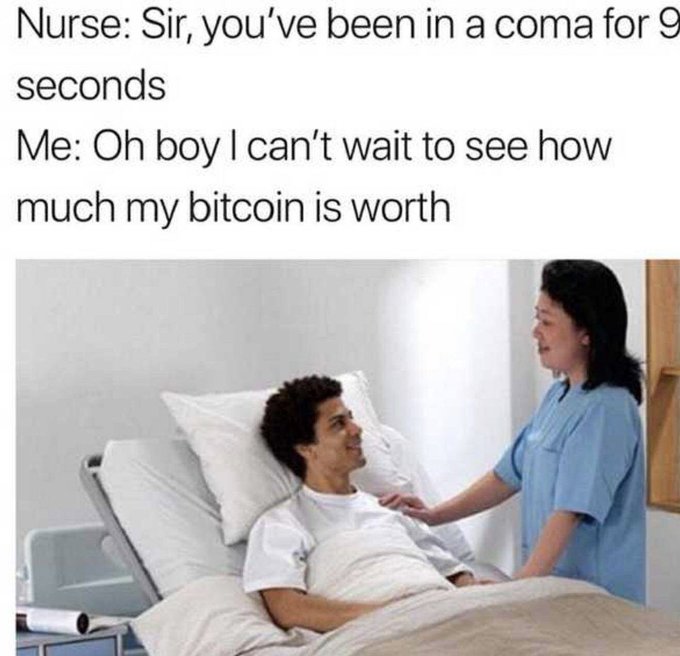 Nurse: Sir, you've been in a coma for 9
seconds
Me: Oh boy I can't wait to see how
much my bitcoin is worth